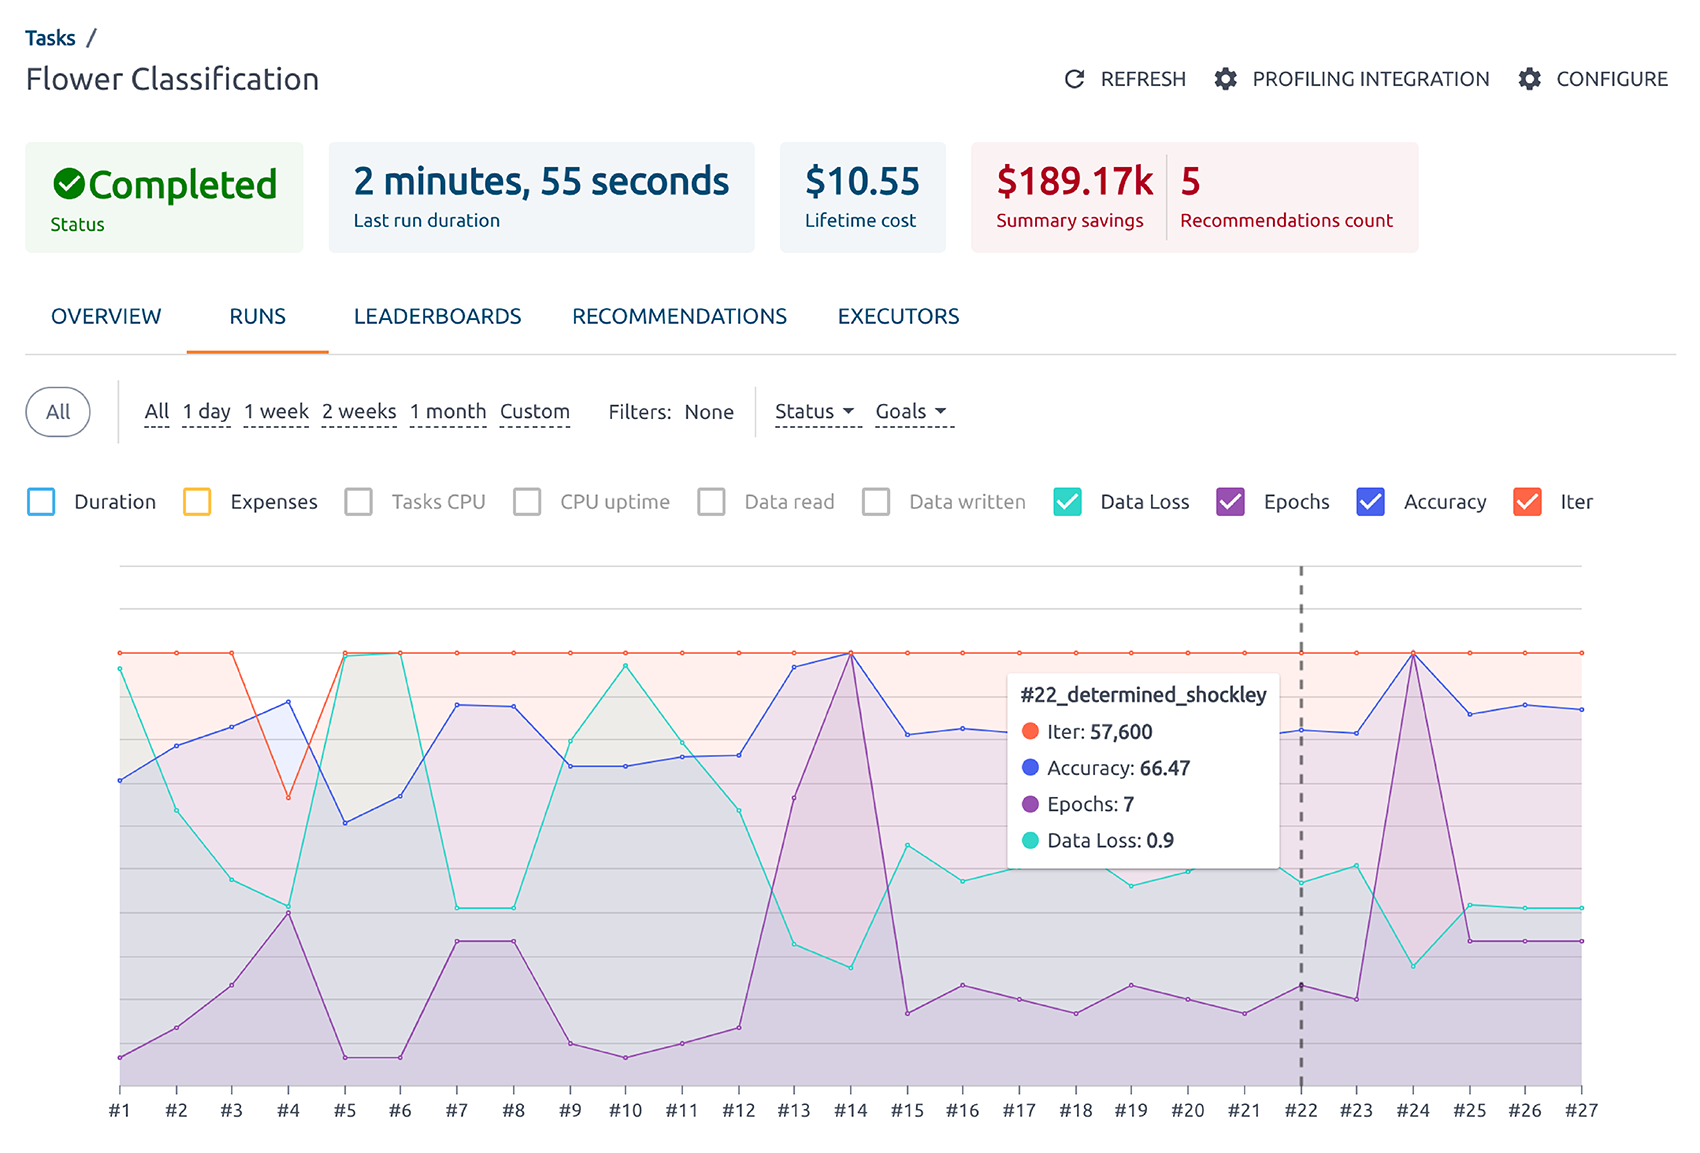 Tasks /
Flower Classification
REFRESH PROFILING INTEGRATION CONFIGURE
Completed
Status
2 minutes, 55 seconds
Last run duration
$10.55
Lifetime cost
$189.17k
Summary savings
5
Recommendations count
OVERVIEW RUNS LEADERBOARDS RECOMMENDATIONS EXECUTORS
All All 1 day 1 week 2 weeks 1 month Custom Filters: None Status Goals
Duration Expenses Tasks CPU CPU uptime Data read Data written Data Loss Epochs Accuracy Iter
#22_determined_shockley
Iter: 57,600
Accuracy: 66.47
Epochs: 7
Data Loss: 0.9
#1 #2 #3 #4 #5 #6 #7 #8 #9 #10 #11 #12 #13 #14 #15 #16 #17 #18 #19 #20 #21 #22 #23 #24 #25 #26 #27